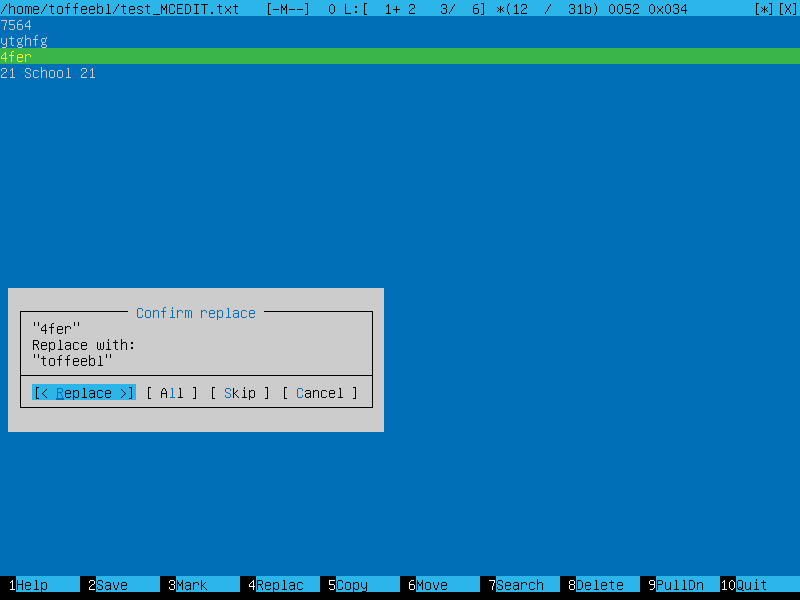 /home/toffeebl/test_MCEDIT.txt   [-M--]  0 L:[  1+ 2   3/  6] *(12  /  31b) 0052 0x034        [*][X]
7564
ytghfg
4fer
21 School 21
Confirm replace
"4fer"
Replace with:
"toffeebl"
[< Replace >] [ All ] [ Skip ] [ Cancel ]
1Help  2Save  3Mark  4Replac  5Copy  6Move  7Search  8Delete  9PullDn  10Quit